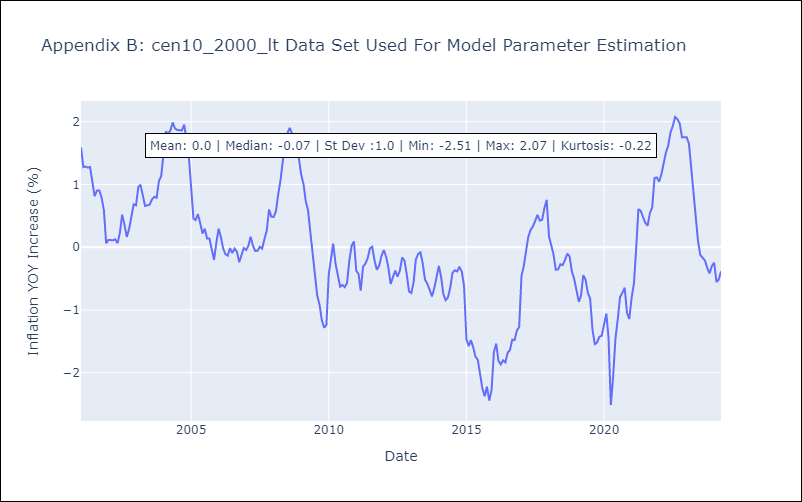 Appendix B: cen10_2000_lt Data Set Used For Model Parameter Estimation
Mean: 0.0 | Median: -0.07 | St Dev :1.0 | Min: -2.51 | Max: 2.07 | Kurtosis: -0.22
Inflation YOY Increase (%)
2
1
0
−1
−2
2005
2010
2015
2020
Date